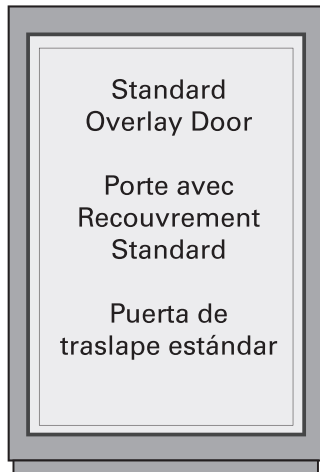 Standard
Overlay Door
Porte avec
Recouvrement
Standard
Puerta de
traslape estándar